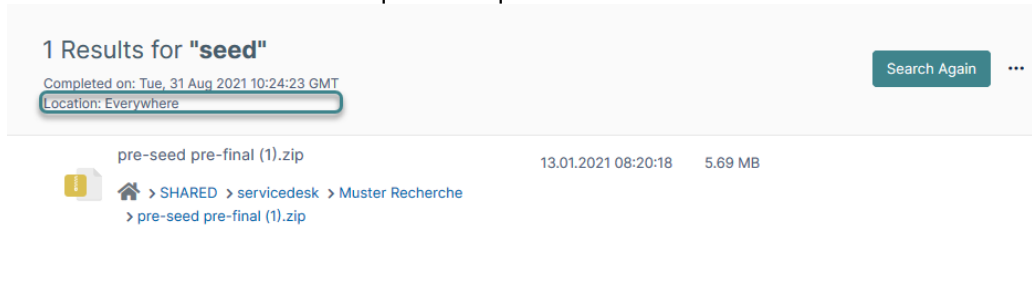 1 Results for "seed"
Completed on: Tue, 31 Aug 2021 10:24:23 GMT
Location: Everywhere
Search Again
pre-seed pre-final (1).zip
13.01.2021 08:20:18
5.69 MB
> SHARED > servicedesk > Muster Recherche
> pre-seed pre-final (1).zip